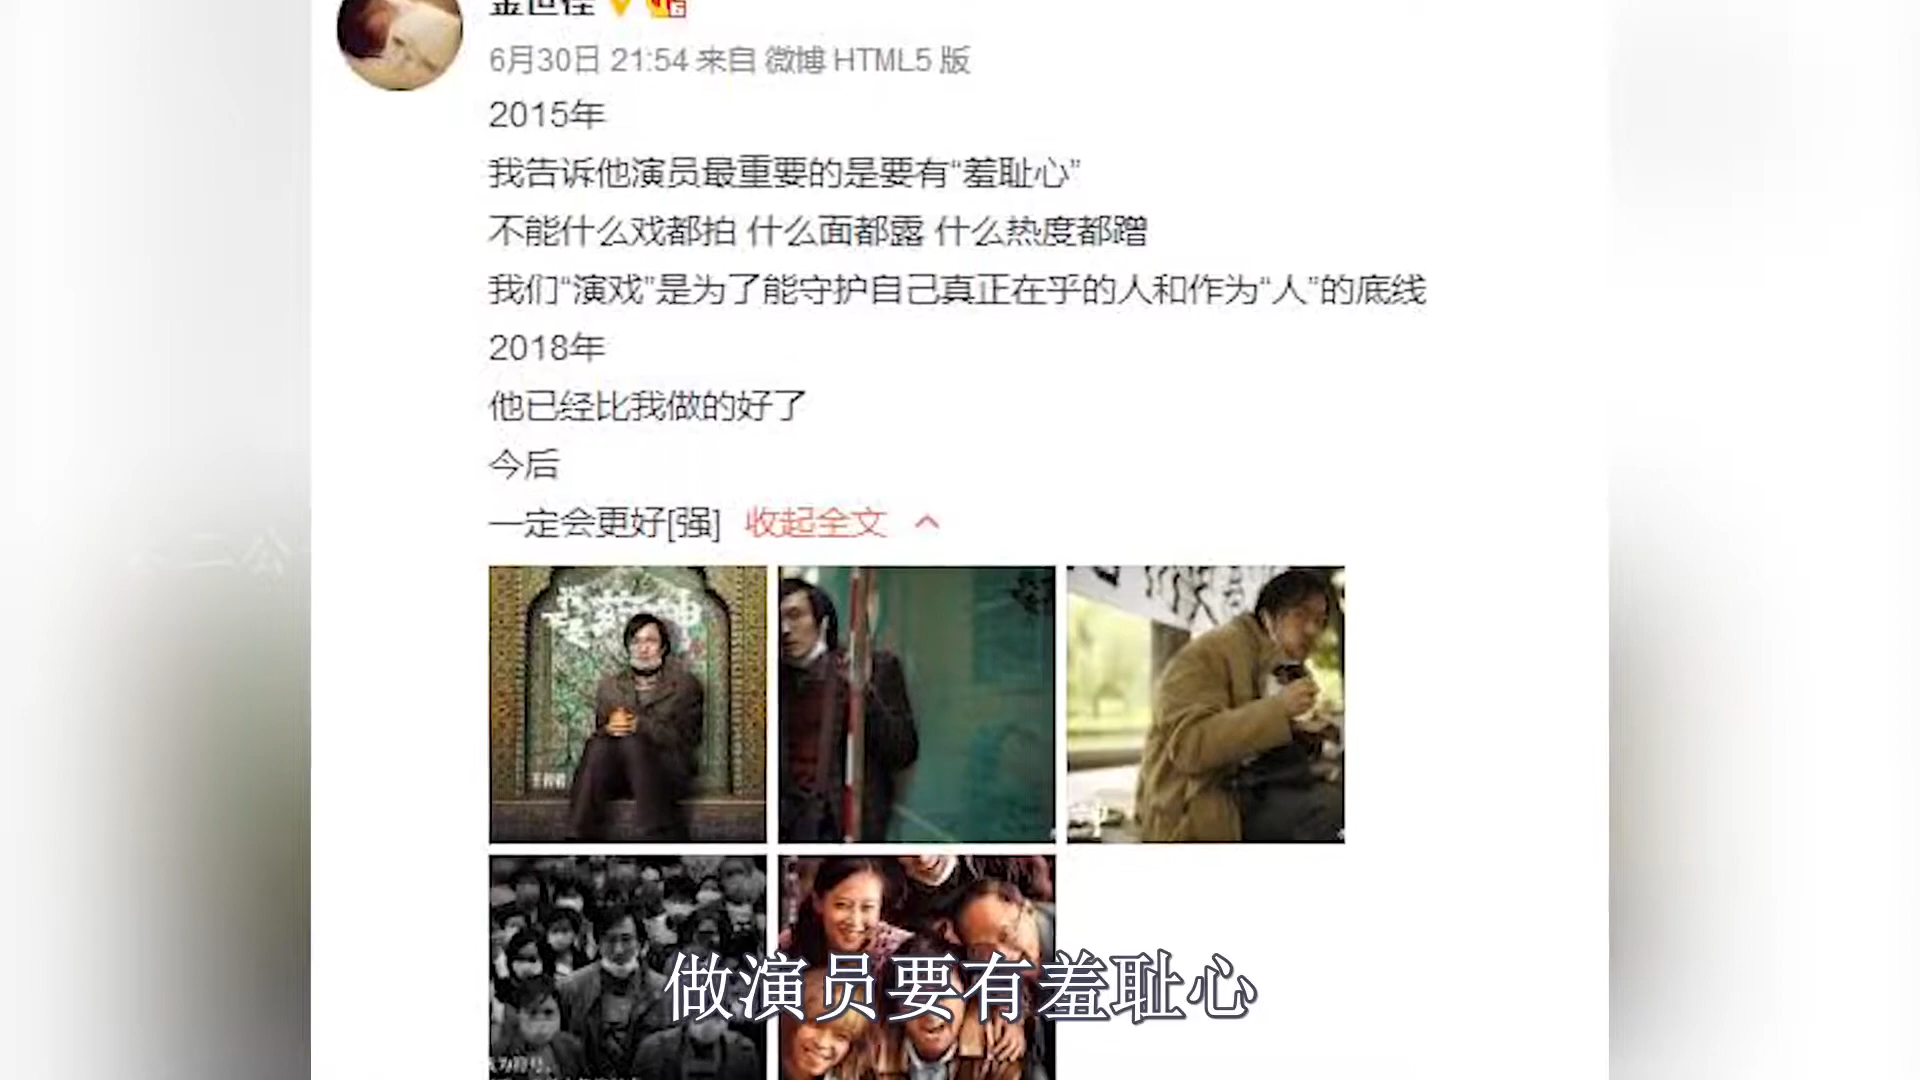 金世佳
6月30日 21:54 来自 微博 HTML5 版
2015年
我告诉他演员最重要的是要有“羞耻心”
不能什么戏都拍 什么面都露 什么热度都蹭
我们“演戏”是为了能守护自己真正在乎的人和作为“人”的底线
2018年
他已经比我做的好了
今后
一定会更好[强] 收起全文
做演员要有羞耻心